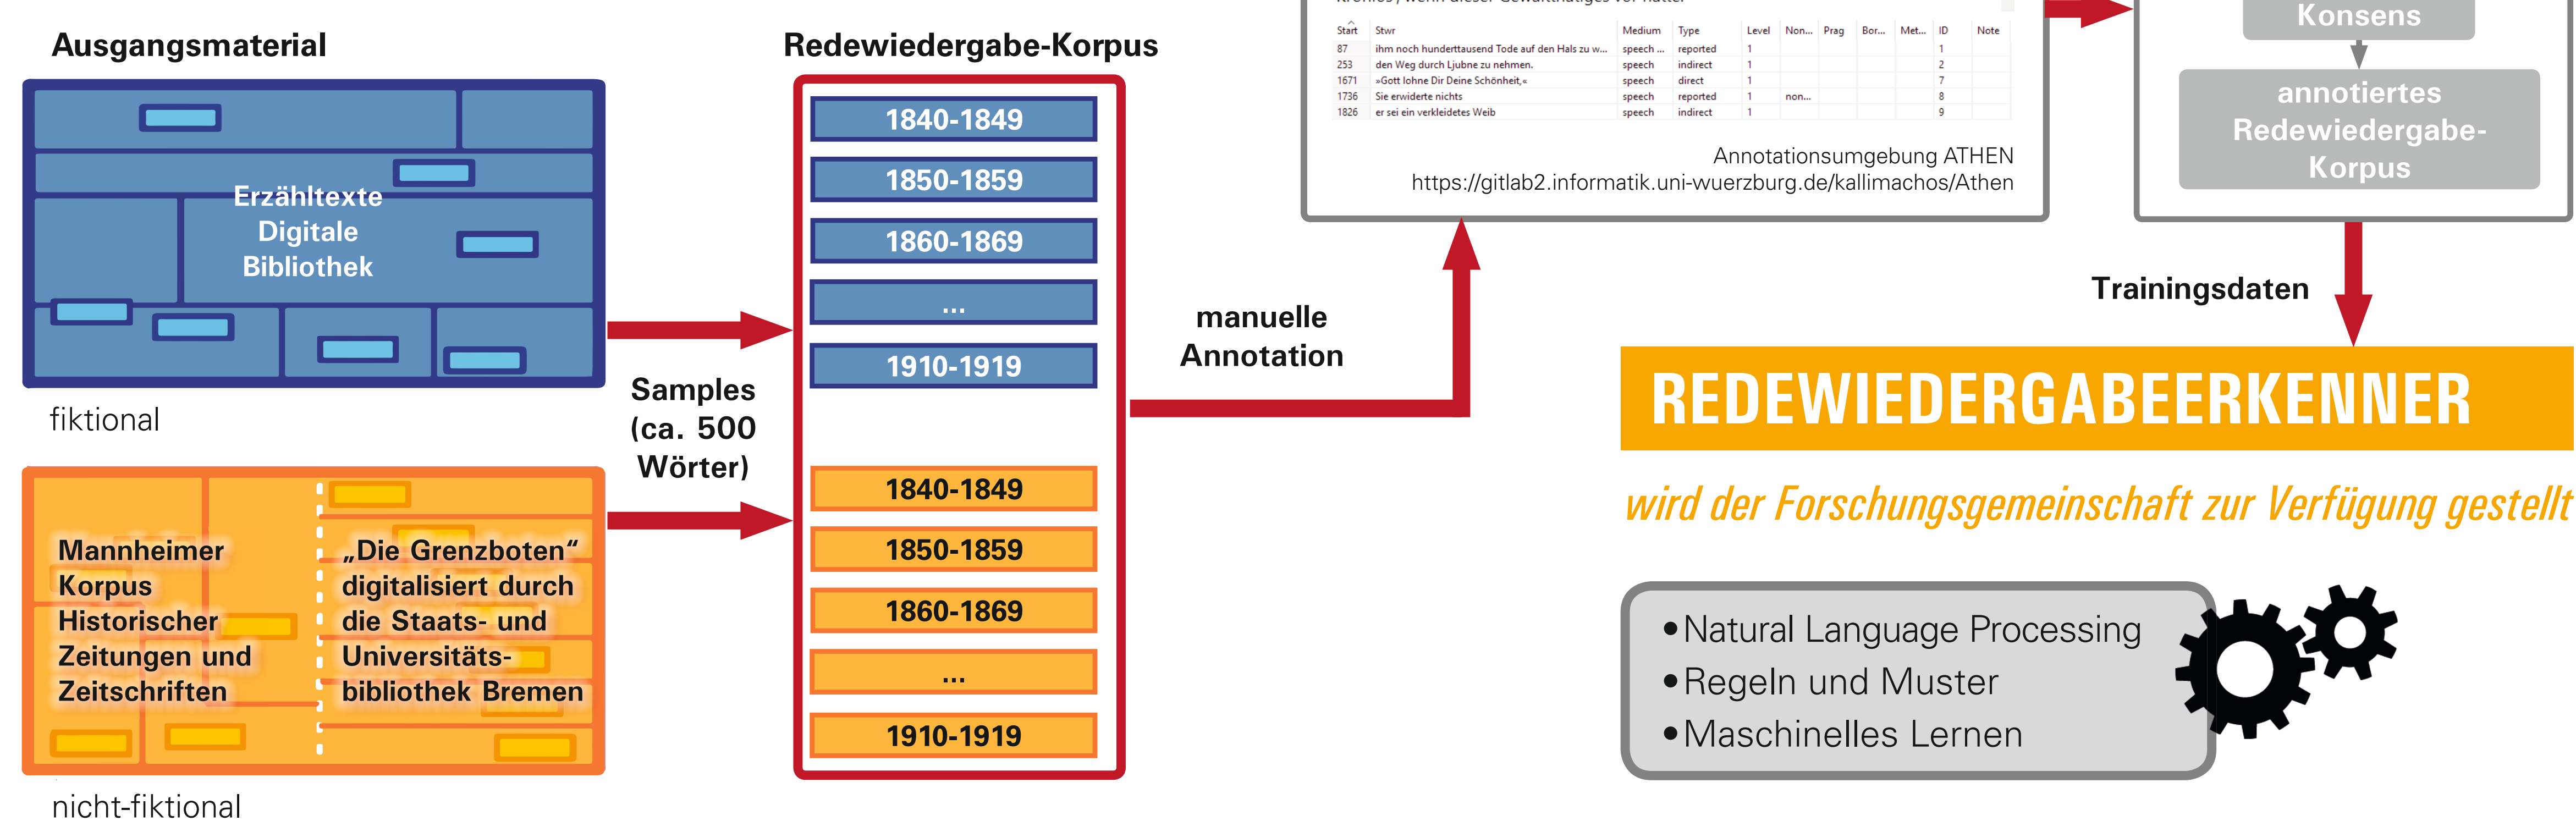 Ausgangsmaterial
Erzähltexte
Digitale
Bibliothek
fiktional
Mannheimer
Korpus
Historischer
Zeitungen und
Zeitschriften
„Die Grenzboten“
digitalisiert durch
die Staats- und
Universitäts-
bibliothek Bremen
nicht-fiktional
Samples
(ca. 500
Wörter)
Redewiedergabe-Korpus
1840-1849
1850-1859
1860-1869
...
1910-1919
1840-1849
1850-1859
1860-1869
...
1910-1919
manuelle
Annotation
Start Stwr Medium Type Level Non... Prag Bor... Met... ID Note
87 ihm noch hunderttausend Tode auf den Hals zu w... speech ... reported 1 1
253 den Weg durch Ljubne zu nehmen. speech indirect 1 2
1671 »Gott lohne Dir Deine Schönheit,« speech direct 1 7
1736 Sie erwiderte nichts speech reported 1 non... 8
1826 er sei ein verkleidetes Weib speech indirect 1 9
Annotationsumgebung ATHEN
https://gitlab2.informatik.uni-wuerzburg.de/kallimachos/Athen
Konsens
annotiertes
Redewiedergabe-
Korpus
Trainingsdaten
REDEWIEDERGABEERKENNER
wird der Forschungsgemeinschaft zur Verfügung gestellt
•Natural Language Processing
•Regeln und Muster
•Maschinelles Lernen